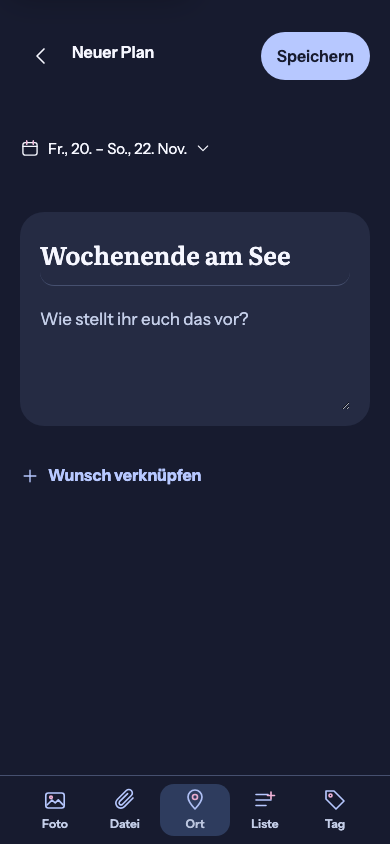 Neuer Plan
Speichern
Fr., 20. – So., 22. Nov.
Wochenende am See
Wie stellt ihr euch das vor?
Wunsch verknüpfen
Foto
Datei
Ort
Liste
Tag